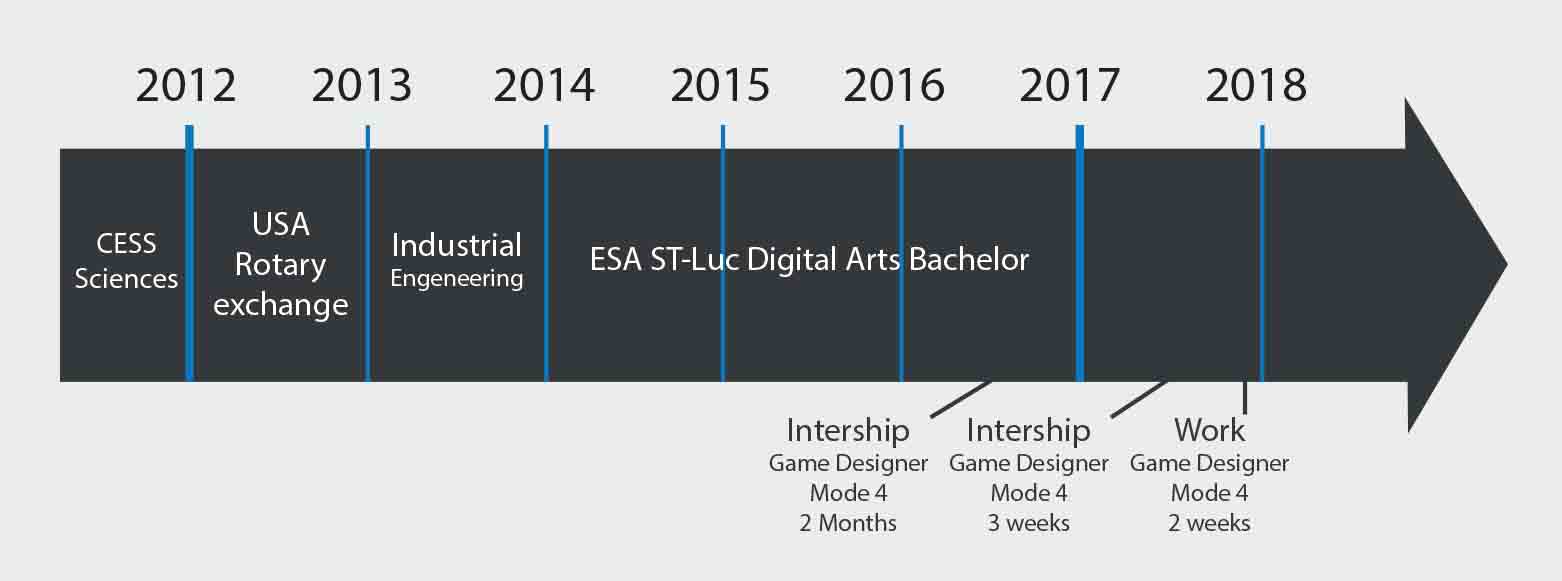 2012 2013 2014 2015 2016 2017 2018
CESS
Sciences
USA
Rotary
exchange
Industrial
Engeneering
ESA ST-Luc Digital Arts Bachelor
Intership
Game Designer
Mode 4
2 Months
Intership
Game Designer
Mode 4
3 weeks
Work
Game Designer
Mode 4
2 weeks